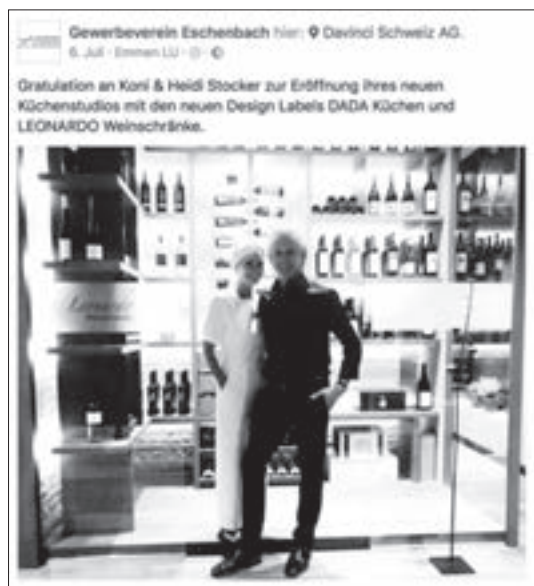 Gewerbeverein Eschenbach hier: Davinci Schweiz AG.
6. Juli · Emmen LU ·
Gratulation an Koni & Heidi Stocker zur Eröffnung ihres neuen
Küchenstudios mit den neuen Design Labels DADA Küchen und
LEONARDO Weinschränke.
Leonardo